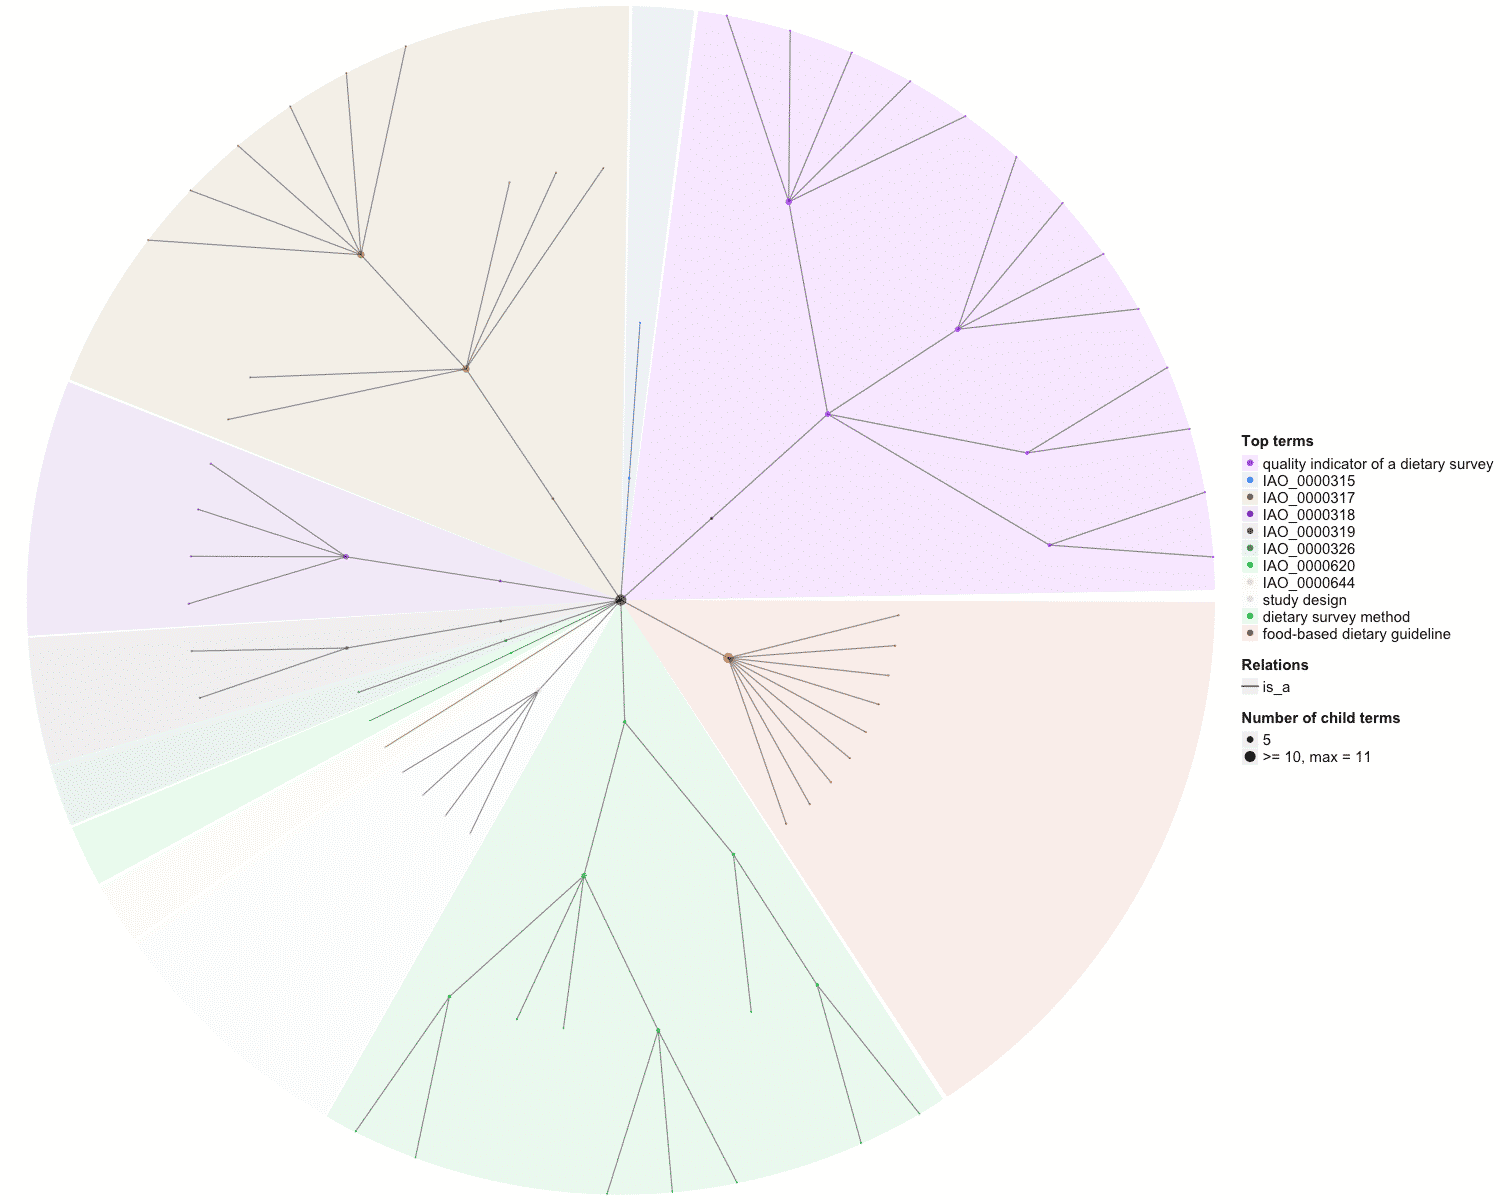 Top terms
quality indicator of a dietary survey
IAO_0000315
IAO_0000317
IAO_0000318
IAO_0000319
IAO_0000326
IAO_0000620
IAO_0000644
study design
dietary survey method
food-based dietary guideline
Relations
is_a
Number of child terms
5
>= 10, max = 11